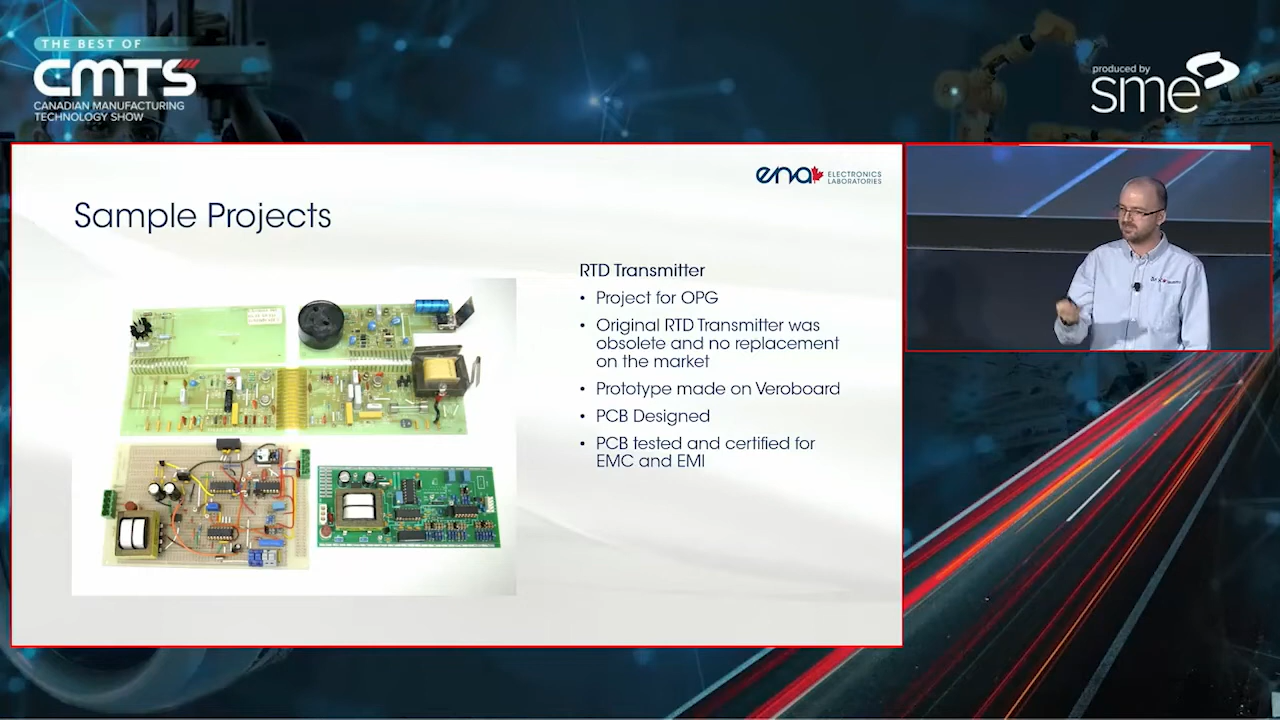 THE BEST OF
CMTS
CANADIAN MANUFACTURING
TECHNOLOGY SHOW
produced by
sme
ena ELECTRONICS
LABORATORIES
Sample Projects
RTD Transmitter
• Project for OPG
• Original RTD Transmitter was
obsolete and no replacement
on the market
• Prototype made on Veroboard
• PCB Designed
• PCB tested and certified for
EMC and EMI